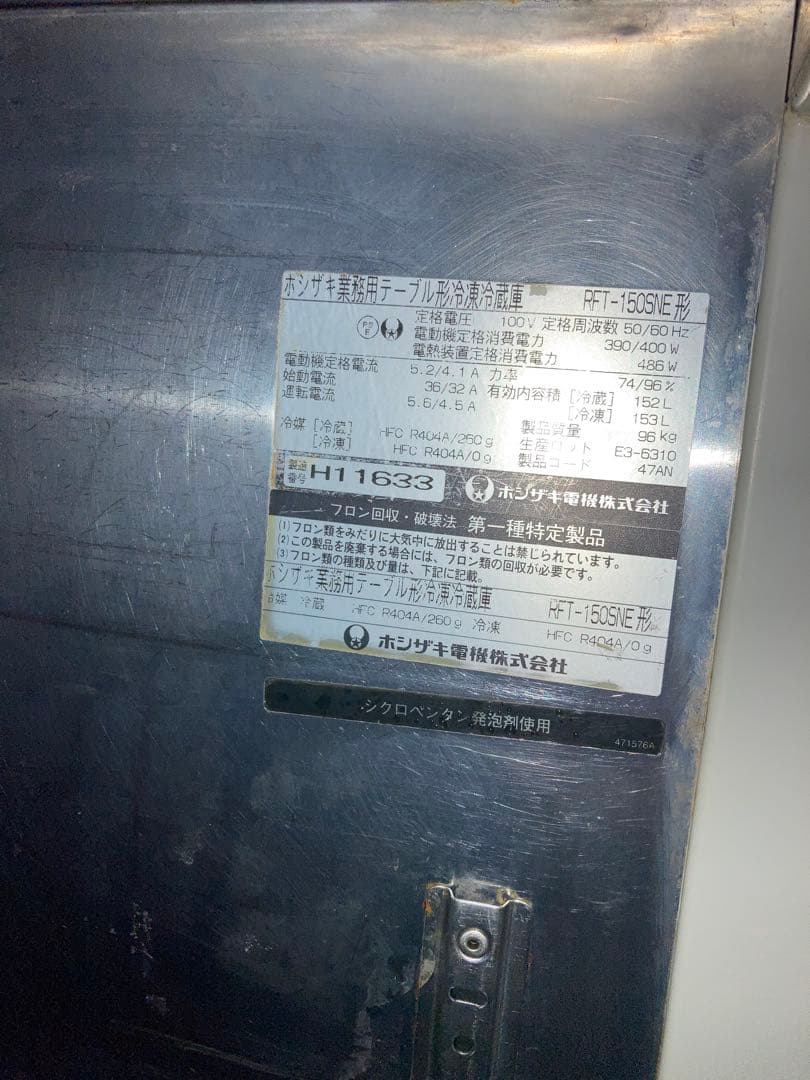 ホシザキ業務用テーブル形冷凍冷蔵庫 RFT-150SNE形
PS E
定格電圧 100V 定格周波数 50/60Hz
電動機定格消費電力 390/400W
電熱装置定格消費電力 486W
電動機定格電流 5.2/4.1A 力率 74/96%
始動電流 36/32A 有効内容積 [冷蔵] 152L
運転電流 5.6/4.5A [冷凍] 153L
製品質量 96kg
冷媒 [冷蔵] HFC R404A/260g 生産ロット E3-6310
[冷凍] HFC R404A/0g 製品コード 47AN
製造番号 H11633 ホシザキ電機株式会社
フロン回収・破壊法 第一種特定製品
(1)フロン類をみだりに大気中に放出することは禁じられています。
(2)この製品を廃棄する場合には、フロン類の回収が必要です。
(3)フロン類の種類及び量は、下記に記載。
ホシザキ業務用テーブル形冷凍冷蔵庫 RFT-150SNE形
冷媒 冷蔵 HFC R404A/260g 冷凍 HFC R404A/0g
ホシザキ電機株式会社
シクロペンタン発泡剤使用
471576A